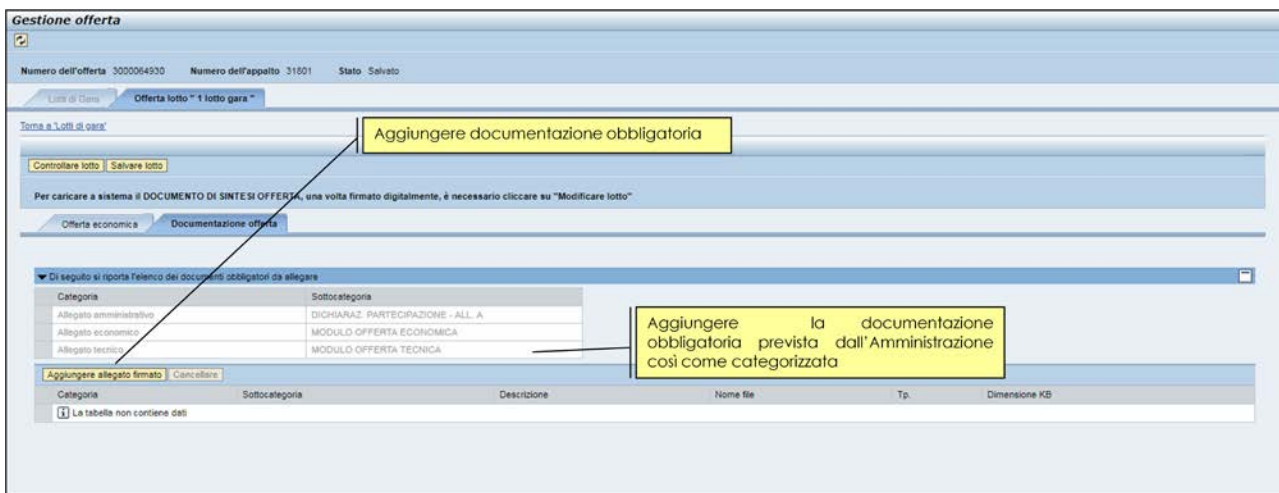 Gestione offerta
Numero dell'offerta 3000064930 Numero dell'appalto 31801 Stato Salvato
Lotti di Gara Offerta lotto " 1 lotto gara "
Torna a 'Lotti di gara'
Aggiungere documentazione obbligatoria
Controllare lotto Salvare lotto
Per caricare a sistema il DOCUMENTO DI SINTESI OFFERTA, una volta firmato digitalmente, è necessario cliccare su "Modificare lotto"
Offerta economica Documentazione offerta
Di seguito si riporta l'elenco dei documenti obbligatori da allegare
Categoria Sottocategoria
Allegato amministrativo DICHIARAZ. PARTECIPAZIONE - ALL. A
Allegato economico MODULO OFFERTA ECONOMICA
Allegato tecnico MODULO OFFERTA TECNICA
Aggiungere la documentazione
obbligatoria prevista dall'Amministrazione
così come categorizzata
Aggiungere allegato firmato Cancellare
Categoria Sottocategoria Descrizione Nome file Tp. Dimensione KB
La tabella non contiene dati